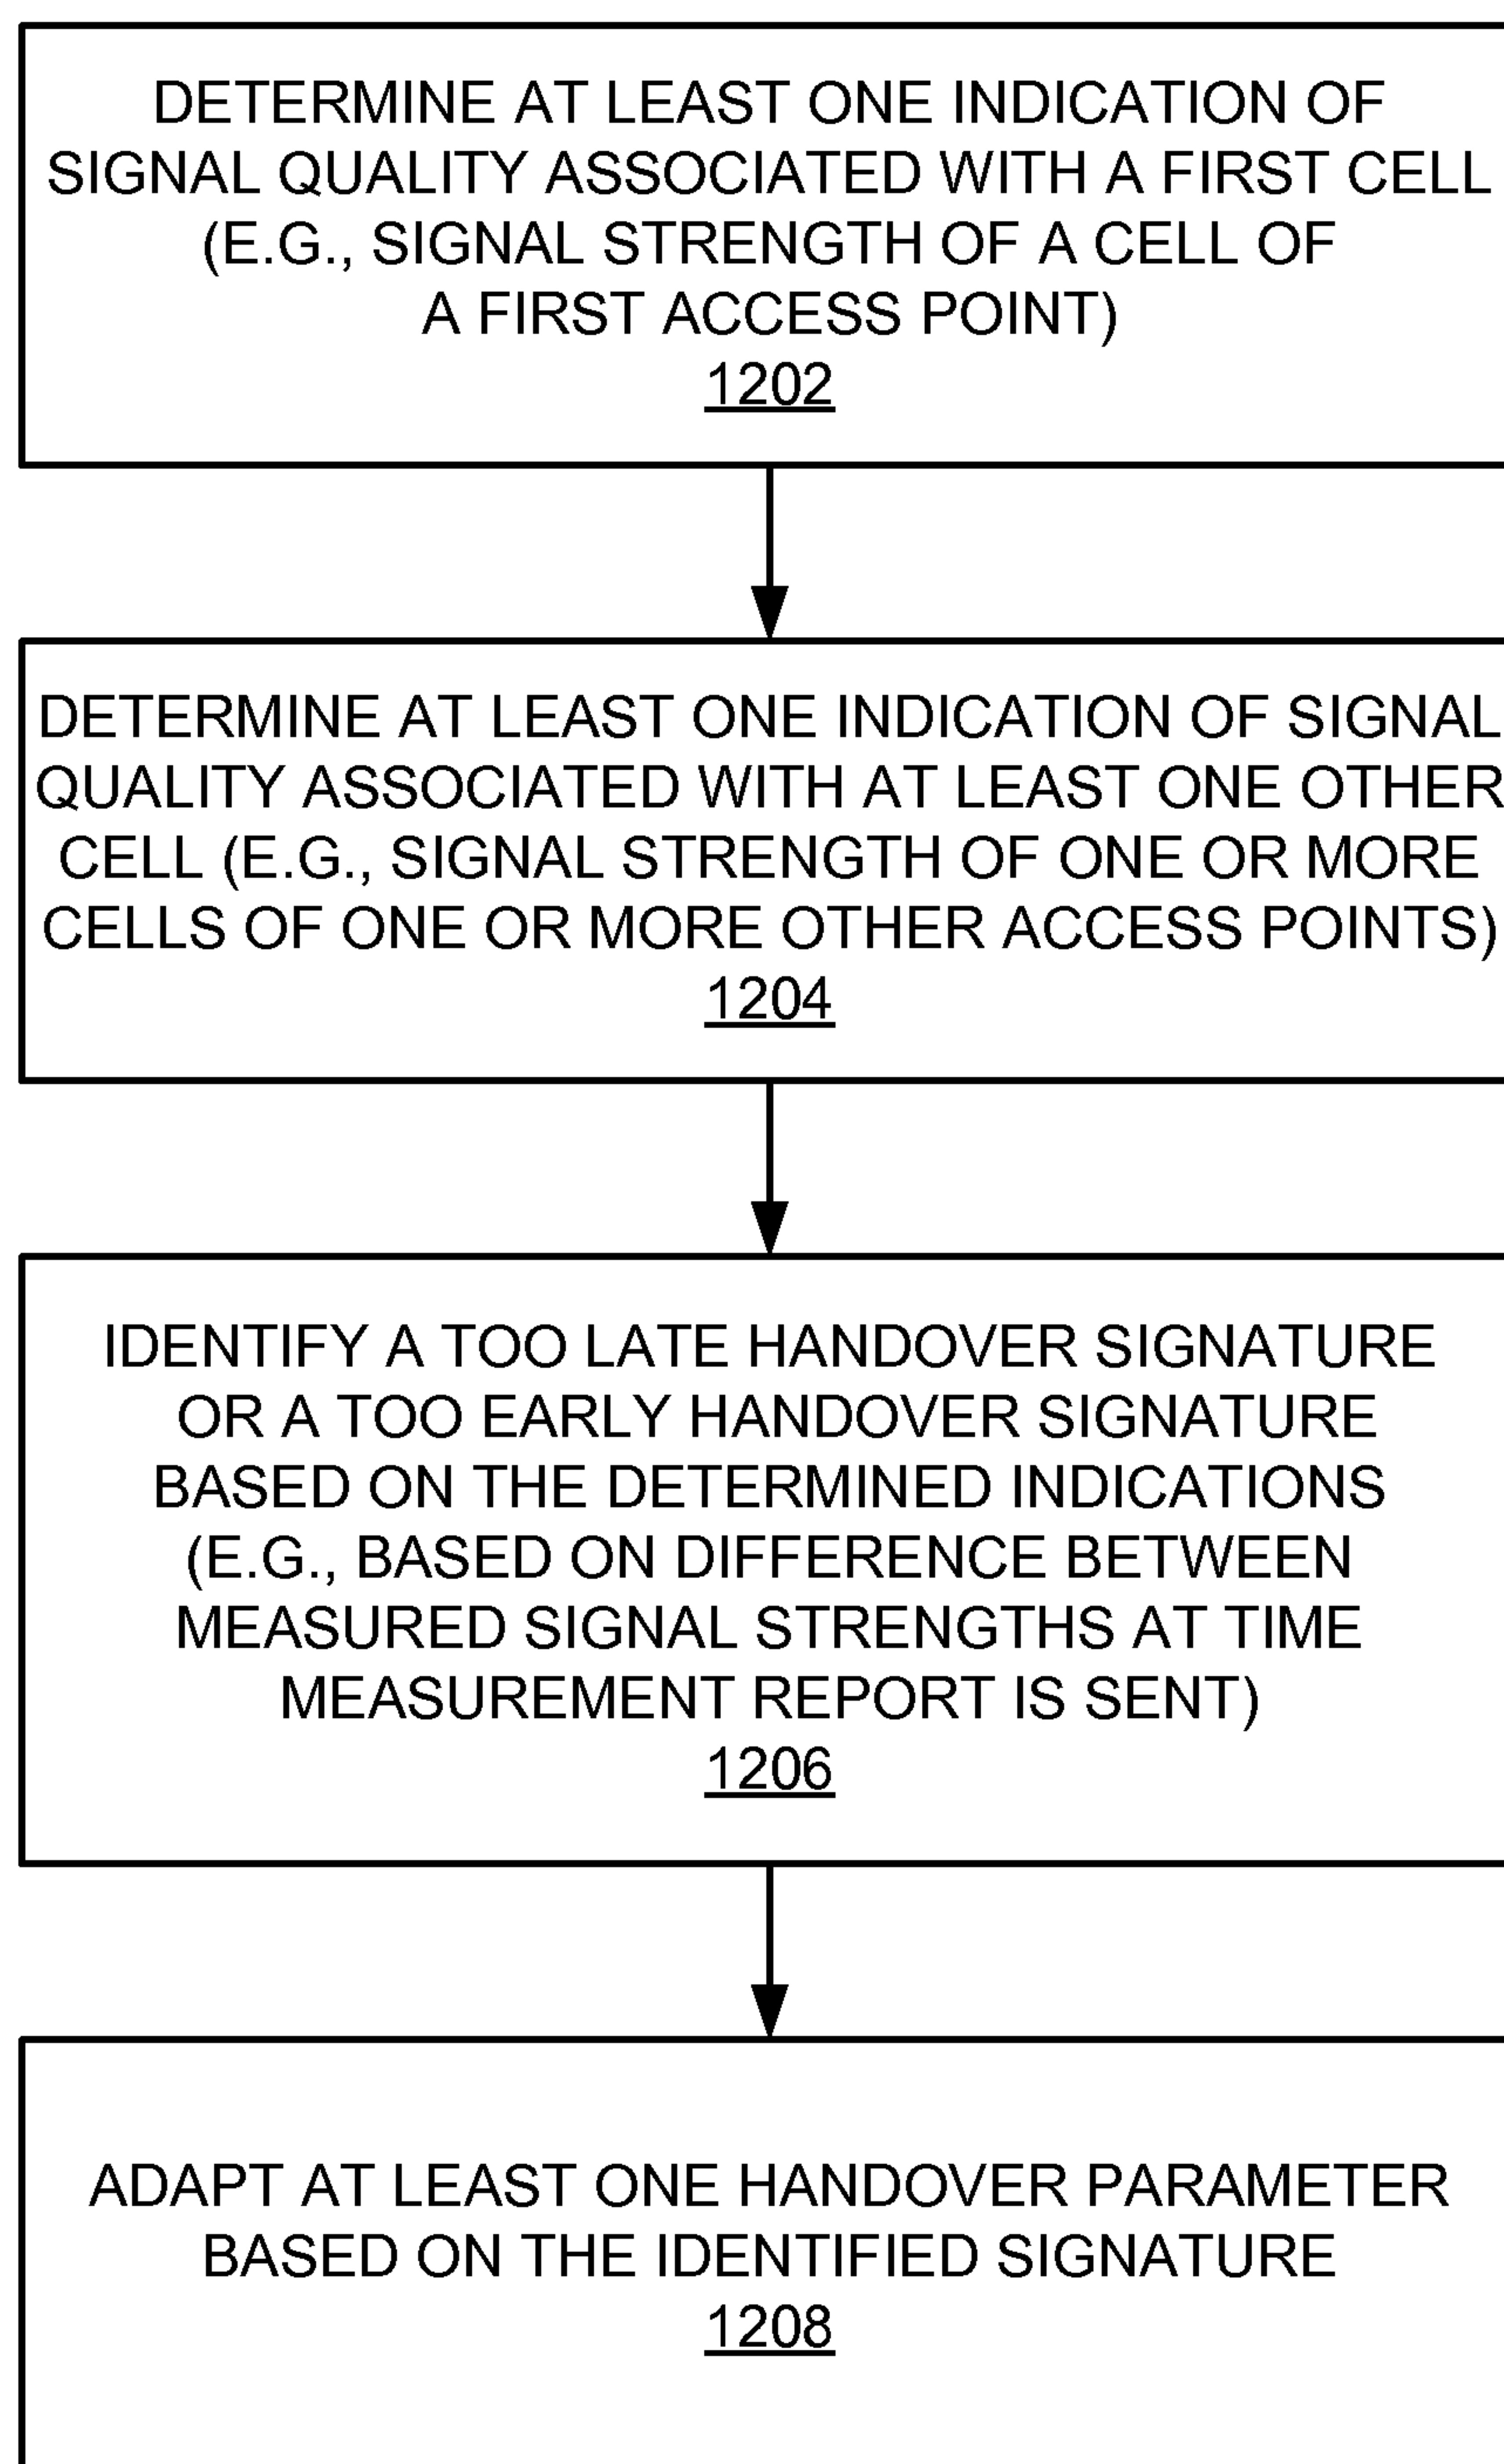 DETERMINE AT LEAST ONE INDICATION OF
SIGNAL QUALITY ASSOCIATED WITH A FIRST CELL
(E.G., SIGNAL STRENGTH OF A CELL OF
A FIRST ACCESS POINT)
1202
DETERMINE AT LEAST ONE INDICATION OF SIGNAL
QUALITY ASSOCIATED WITH AT LEAST ONE OTHER
CELL (E.G., SIGNAL STRENGTH OF ONE OR MORE
CELLS OF ONE OR MORE OTHER ACCESS POINTS)
1204
IDENTIFY A TOO LATE HANDOVER SIGNATURE
OR A TOO EARLY HANDOVER SIGNATURE
BASED ON THE DETERMINED INDICATIONS
(E.G., BASED ON DIFFERENCE BETWEEN
MEASURED SIGNAL STRENGTHS AT TIME
MEASUREMENT REPORT IS SENT)
1206
ADAPT AT LEAST ONE HANDOVER PARAMETER
BASED ON THE IDENTIFIED SIGNATURE
1208